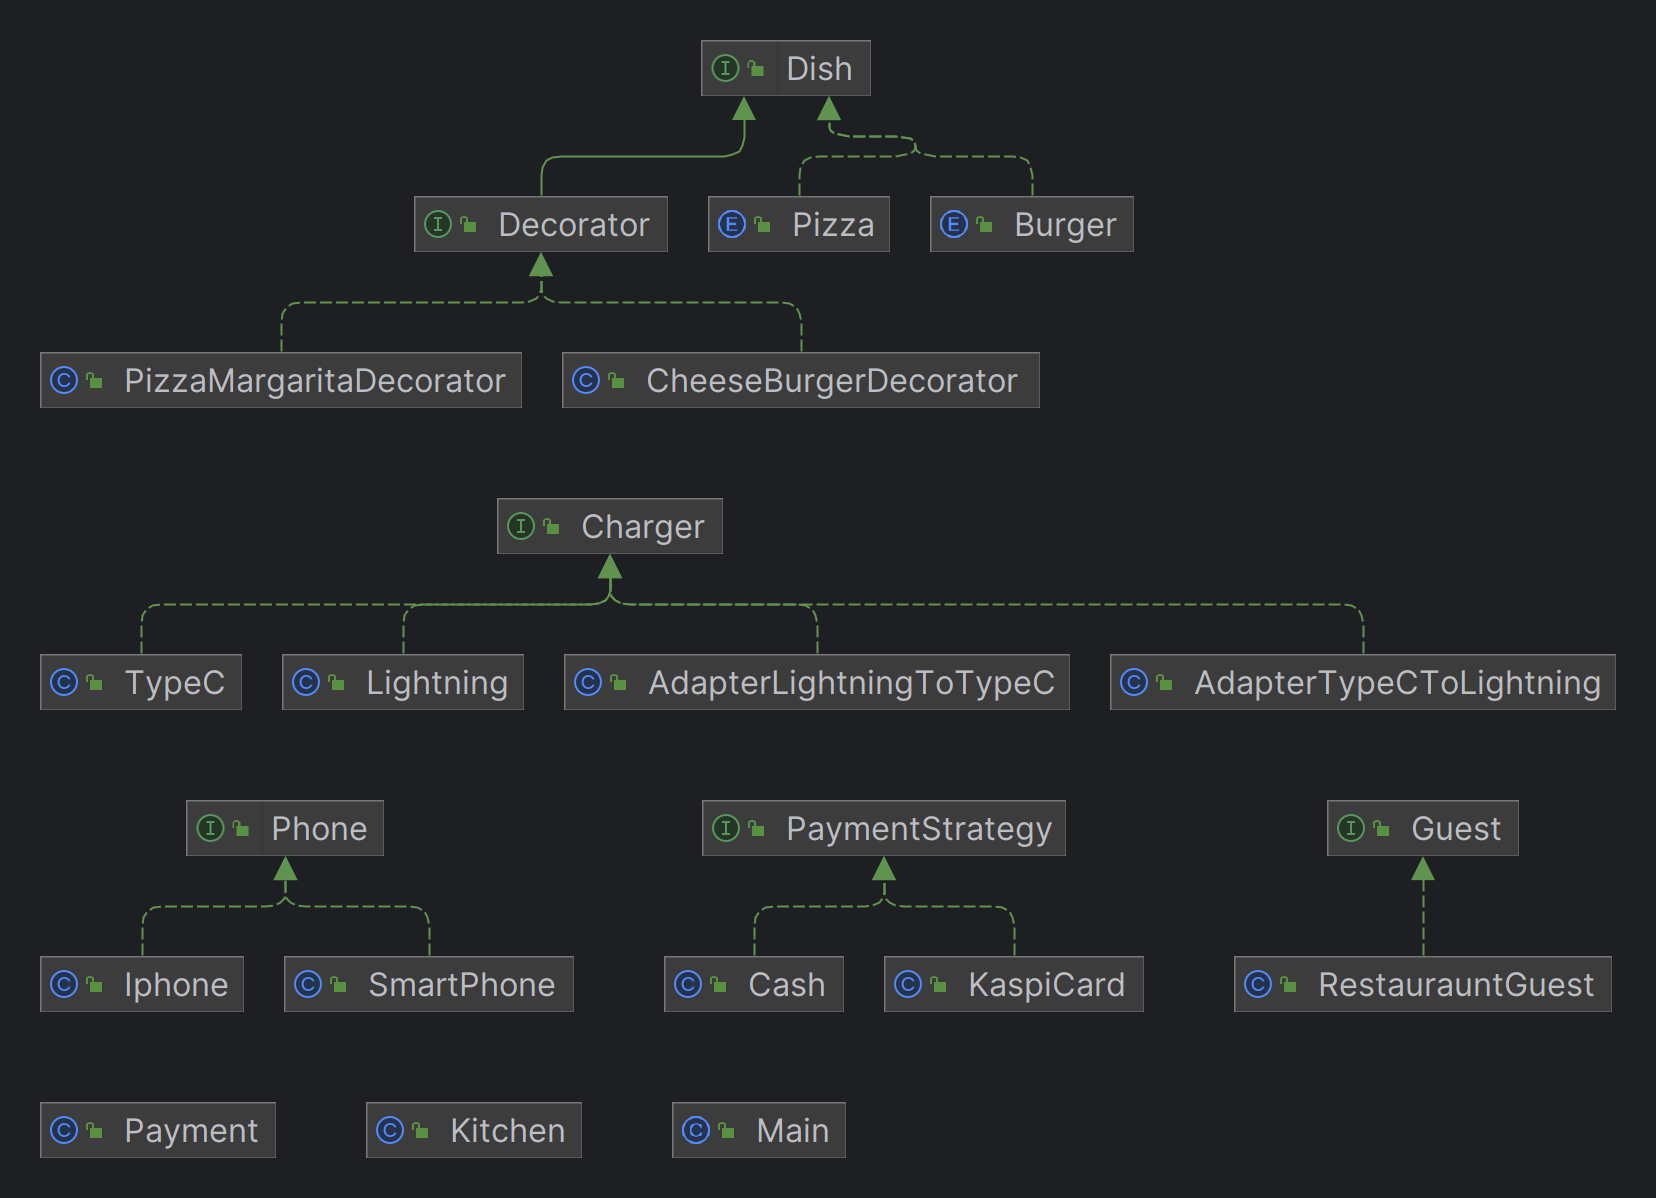 I Dish
I Decorator
E Pizza
E Burger
C PizzaMargaritaDecorator
C CheeseBurgerDecorator
I Charger
C TypeC
C Lightning
C AdapterLightningToTypeC
C AdapterTypeCToLightning
I Phone
I PaymentStrategy
I Guest
C Iphone
C SmartPhone
C Cash
C KaspiCard
C RestaurauntGuest
C Payment
C Kitchen
C Main